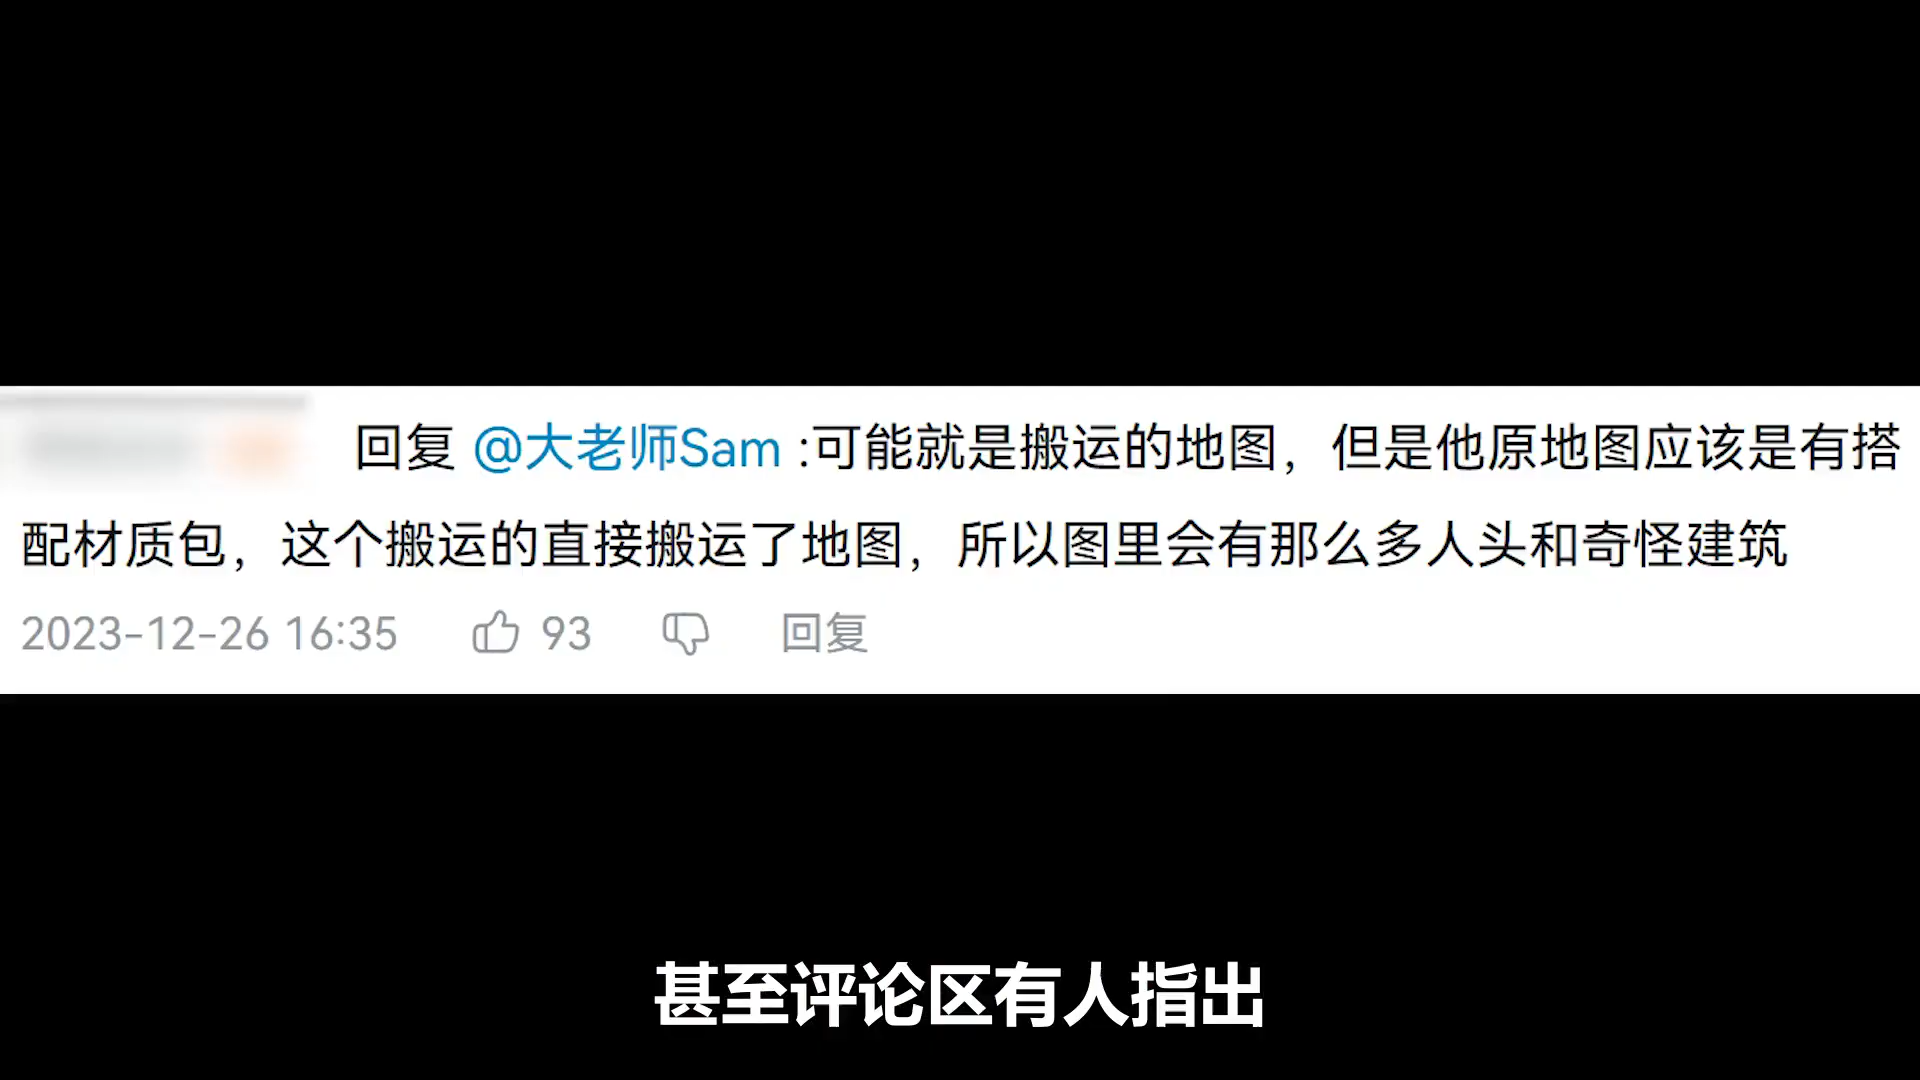 回复 @大老师Sam :可能就是搬运的地图，但是他原地图应该是有搭
配材质包，这个搬运的直接搬运了地图，所以图里会有那么多人头和奇怪建筑
2023-12-26 16:35 93 回复
甚至评论区有人指出